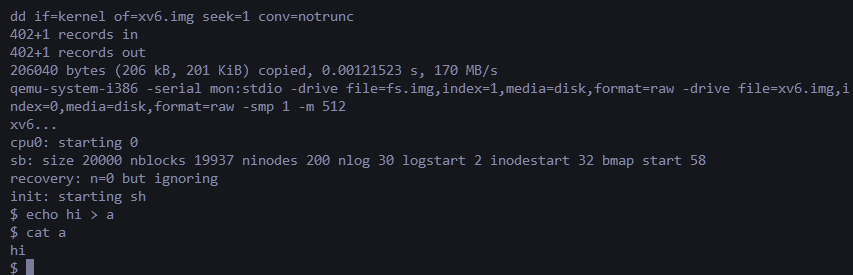 dd if=kernel of=xv6.img seek=1 conv=notrunc
402+1 records in
402+1 records out
206040 bytes (206 kB, 201 KiB) copied, 0.00121523 s, 170 MB/s
qemu-system-i386 -serial mon:stdio -drive file=fs.img,index=1,media=disk,format=raw -drive file=xv6.img,i
ndex=0,media=disk,format=raw -smp 1 -m 512
xv6...
cpu0: starting 0
sb: size 20000 nblocks 19937 ninodes 200 nlog 30 logstart 2 inodestart 32 bmap start 58
recovery: n=0 but ignoring
init: starting sh
$ echo hi > a
$ cat a
hi
$